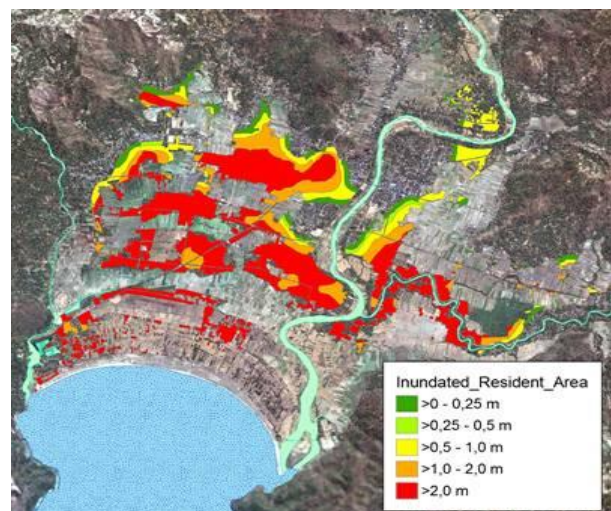 Inundated_Resident_Area
>0 - 0,25 m
>0,25 - 0,5 m
>0,5 - 1,0 m
>1,0 - 2,0 m
>2,0 m